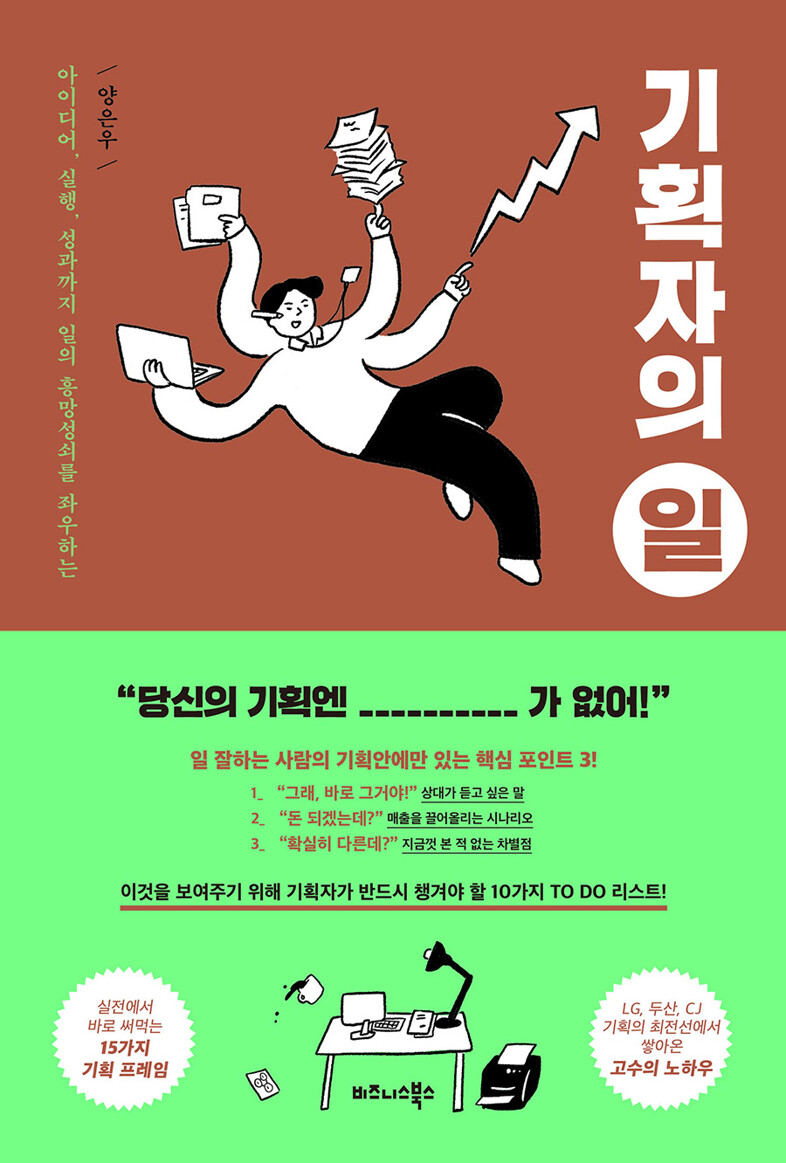 기획자의 일
/ 양은우 /
아이디어, 실행, 성과까지 일의 흥망성쇠를 좌우하는
“당신의 기획엔 __________ 가 없어!”
일 잘하는 사람의 기획안에만 있는 핵심 포인트 3!
1_ “그래, 바로 그거야!” 상대가 듣고 싶은 말
2_ “돈 되겠는데?” 매출을 끌어올리는 시나리오
3_ “확실히 다른데?” 지금껏 본 적 없는 차별점
이것을 보여주기 위해 기획자가 반드시 챙겨야 할 10가지 TO DO 리스트!
실전에서
바로 써먹는
15가지
기획 프레임
LG, 두산, CJ
기획의 최전선에서
쌓아온
고수의 노하우
비즈니스북스